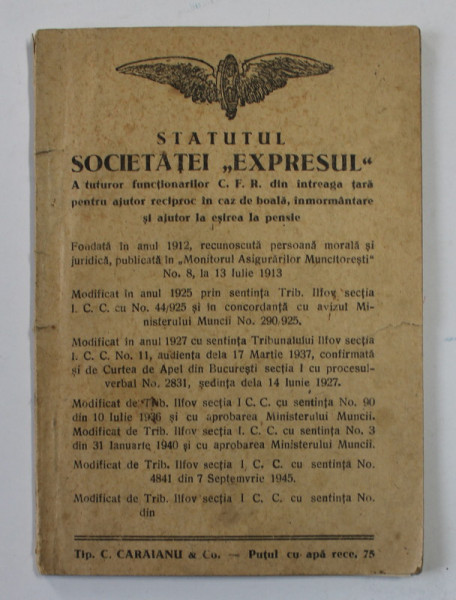 STATUTUL
SOCIETĂŢEI „EXPRESUL“
A tuturor funcţionarilor C. F. R. din întreaga ţară
pentru ajutor reciproc în caz de boală, inmormântare
şi ajutor la eşirea la pensie
Fondată în anul 1912, recunoscută persoană morală şi
juridică, publicată în „Monitorul Asigurărilor Muncitoreşti“
No. 8, la 13 Iulie 1913
Modificat în anul 1925 prin sentinţa Trib. Ilfov secţia
I. C. C. cu No. 44/925 şi în concordanţă cu avizul Mi-
nisterului Muncii No. 290/925.
Modificat în anul 1927 cu sentinţa Tribunalului Ilfov secţia
I. C. C. No. 11, audienţa dela 17 Martie 1937, confirmată
şi de Curtea de Apel din Bucureşti secţia I cu procesul-
verbal No. 2831, şedinţa dela 14 Iunie 1927.
Modificat de Trib. Ilfov secţia I C. C. cu sentinţa No. 90
din 10 Iulie 1936 şi cu aprobarea Ministerului Muncii.
Modificat de Trib. Ilfov secţia I. C. C. cu sentinţa No. 3
din 31 Ianuarie 1940 şi cu aprobarea Ministerului Muncii.
Modificat de Trib. Ilfov secţia I. C. C. cu sentinţa No.
4841 din 7 Septemvrie 1945.
Modificat de Trib. Ilfov secţia I C. C. cu sentinţa No.
din
Tip. C. CARAIANU & Co. — Puţul cu apă rece, 75